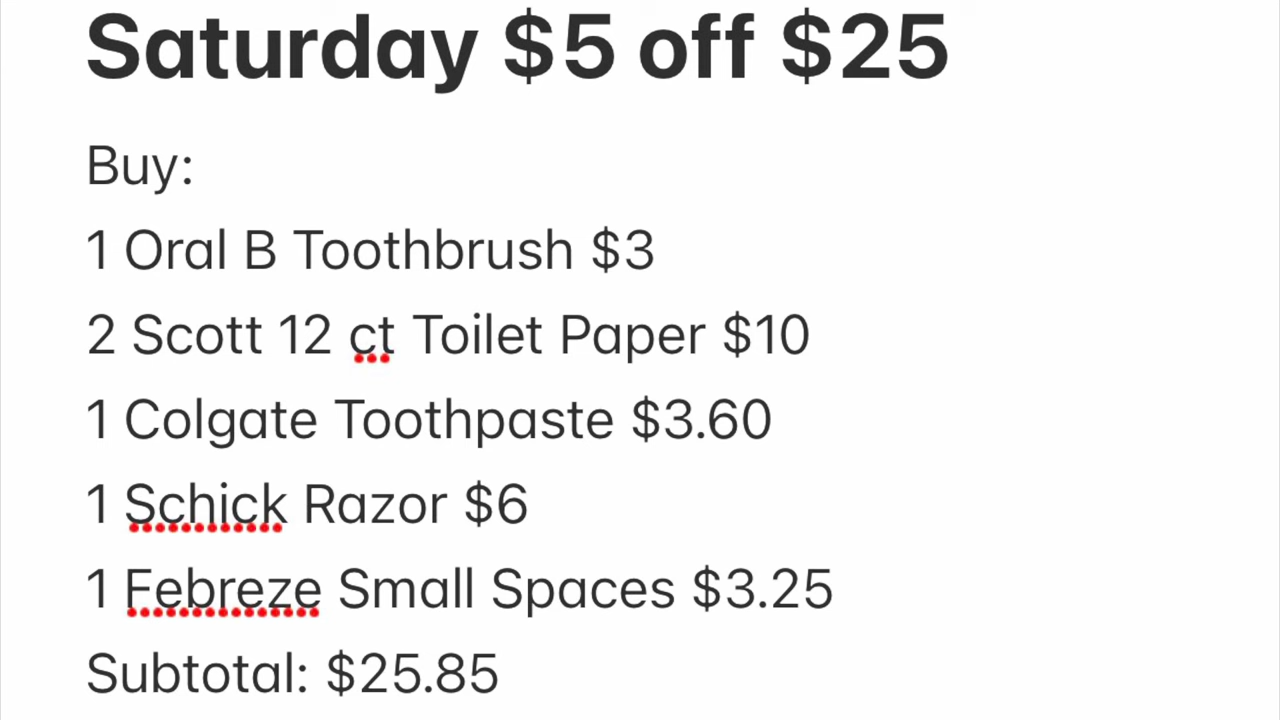 Saturday $5 off $25
Buy:
1 Oral B Toothbrush $3
2 Scott 12 ct Toilet Paper $10
1 Colgate Toothpaste $3.60
1 Schick Razor $6
1 Febreze Small Spaces $3.25
Subtotal: $25.85